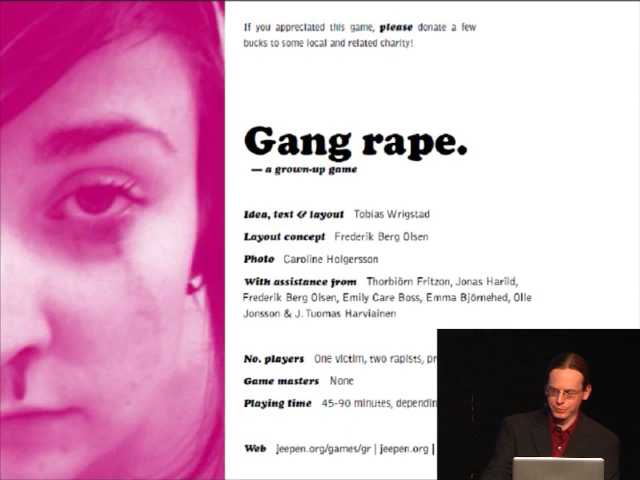 If you appreciated this game, please donate a few
bucks to some local and related charity!
Gang rape.
— a grown-up game
Idea, text & layout Tobias Wrigstad
Layout concept Frederik Berg Olsen
Photo Caroline Holgersson
With assistance from Thorbiörn Fritzon, Jonas Harild,
Frederik Berg Olsen, Emily Care Boss, Emma Björnehed, Olle
Jonsson & J. Tuomas Harviainen
No. players One victim, two rapists, pr
Game masters None
Playing time 45-90 minutes, dependin
Web jeepen.org/games/gr | jeepen.org |